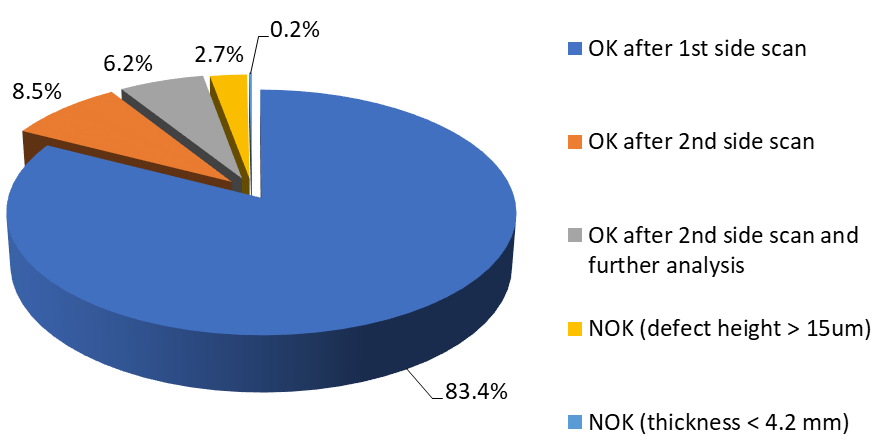 0.2%
2.7%
6.2%
8.5%
83.4%
OK after 1st side scan
OK after 2nd side scan
OK after 2nd side scan and
further analysis
NOK (defect height > 15um)
NOK (thickness < 4.2 mm)